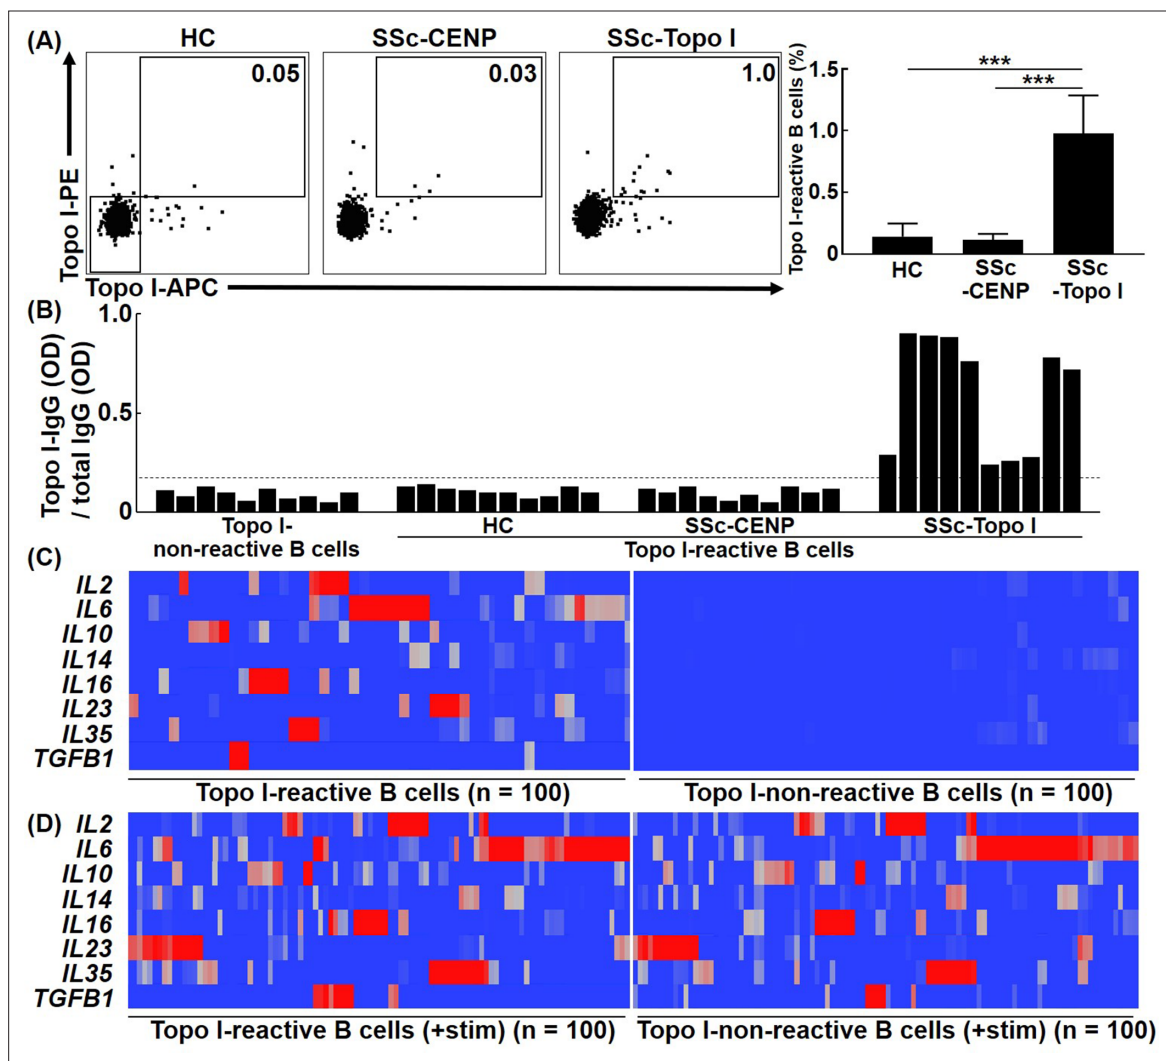 (A)
HC
SSc-CENP
SSc-Topo I
0.05
0.03
1.0
Topo I-PE
Topo I-APC
Topo I-reactive B cells (%)
1.5
1.0
0.5
0
***
***
HC
SSc
-CENP
SSc
-Topo I
(B)
Topo I-IgG (OD)
/ total IgG (OD)
1.0
0.5
0
Topo I-
non-reactive B cells
HC
SSc-CENP
SSc-Topo I
Topo I-reactive B cells
(C)
IL2
IL6
IL10
IL14
IL16
IL23
IL35
TGFB1
Topo I-reactive B cells (n = 100)
Topo I-non-reactive B cells (n = 100)
(D)
IL2
IL6
IL10
IL14
IL16
IL23
IL35
TGFB1
Topo I-reactive B cells (+stim) (n = 100)
Topo I-non-reactive B cells (+stim) (n = 100)